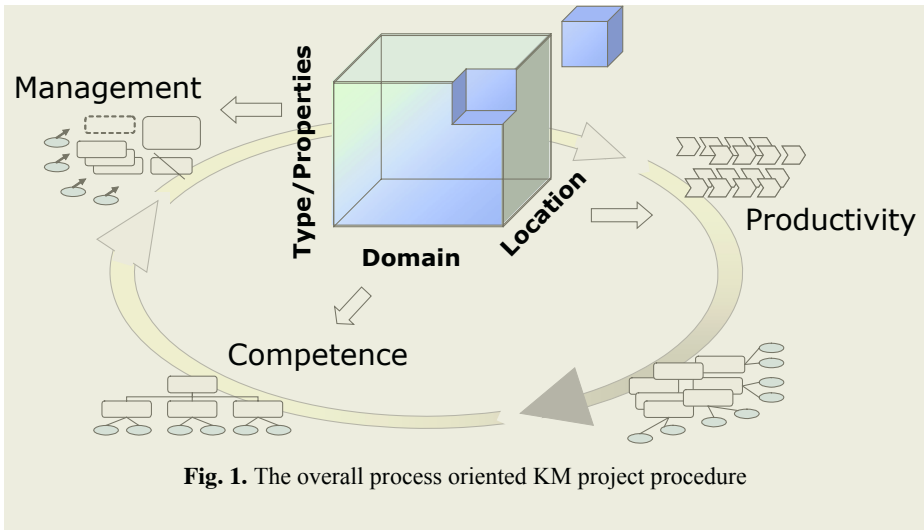 Management
Type/Properties
Location
Productivity
Domain
Competence
Fig. 1. The overall process oriented KM project procedure